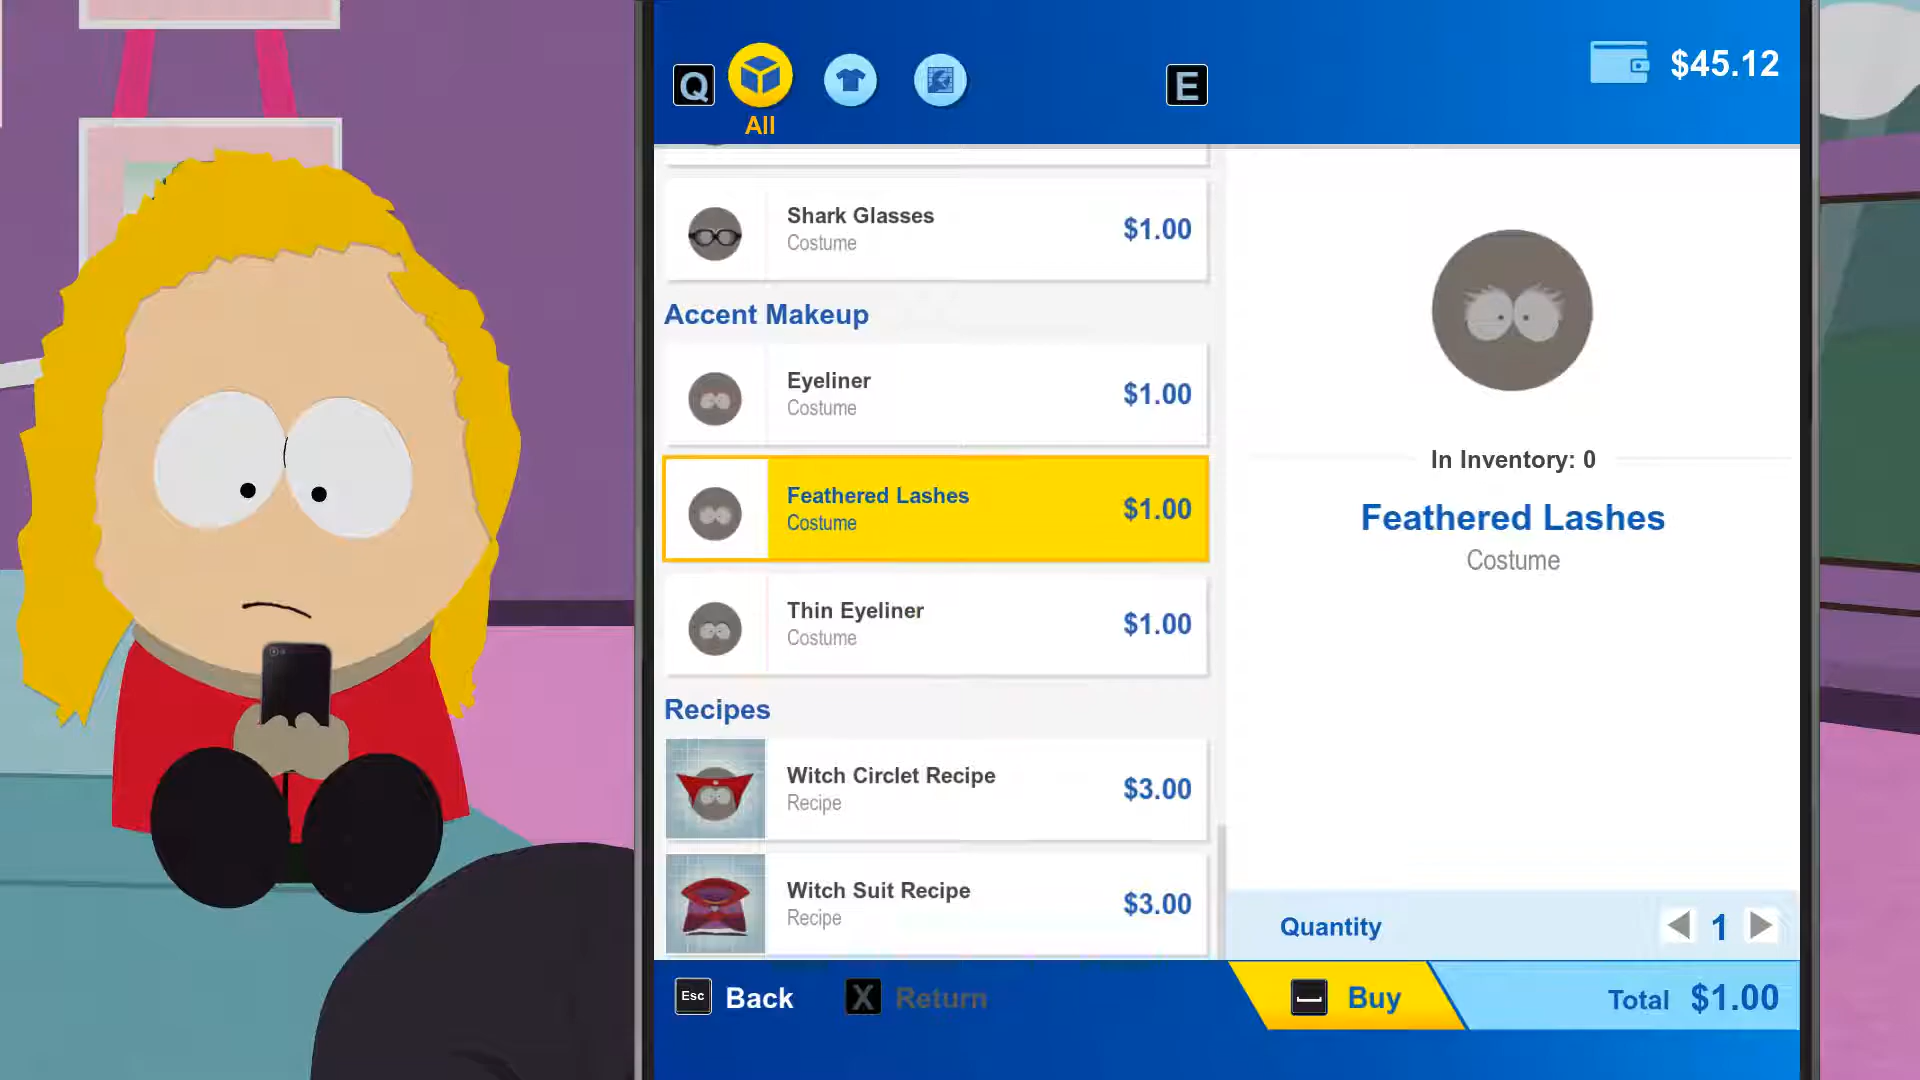 Q
All
E
$45.12
Shark Glasses
Costume
$1.00
Accent Makeup
Eyeliner
Costume
$1.00
Feathered Lashes
Costume
$1.00
Thin Eyeliner
Costume
$1.00
Recipes
Witch Circlet Recipe
Recipe
$3.00
Witch Suit Recipe
Recipe
$3.00
In Inventory: 0
Feathered Lashes
Costume
Quantity
1
Esc Back
X Return
Buy
Total $1.00